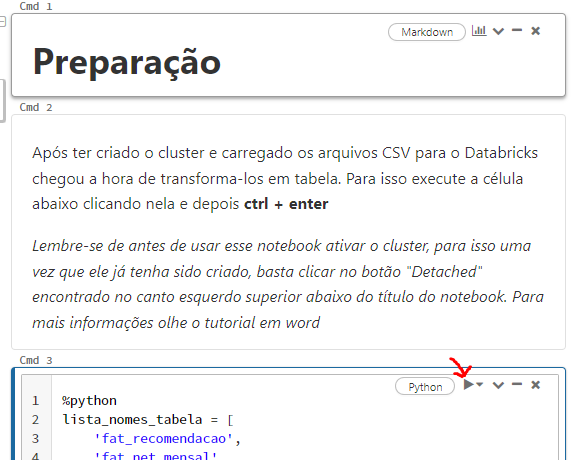 Cmd 1
Markdown
Preparação
Cmd 2
Após ter criado o cluster e carregado os arquivos CSV para o Databricks
chegou a hora de transforma-los em tabela. Para isso execute a célula
abaixo clicando nela e depois ctrl + enter
Lembre-se de antes de usar esse notebook ativar o cluster, para isso uma
vez que ele já tenha sido criado, basta clicar no botão "Detached"
encontrado no canto esquerdo superior abaixo do título do notebook. Para
mais informações olhe o tutorial em word
Cmd 3
Python
1 %python
2 lista_nomes_tabela = [
3 'fat_recomendacao',
4 'fat_net_mensal'